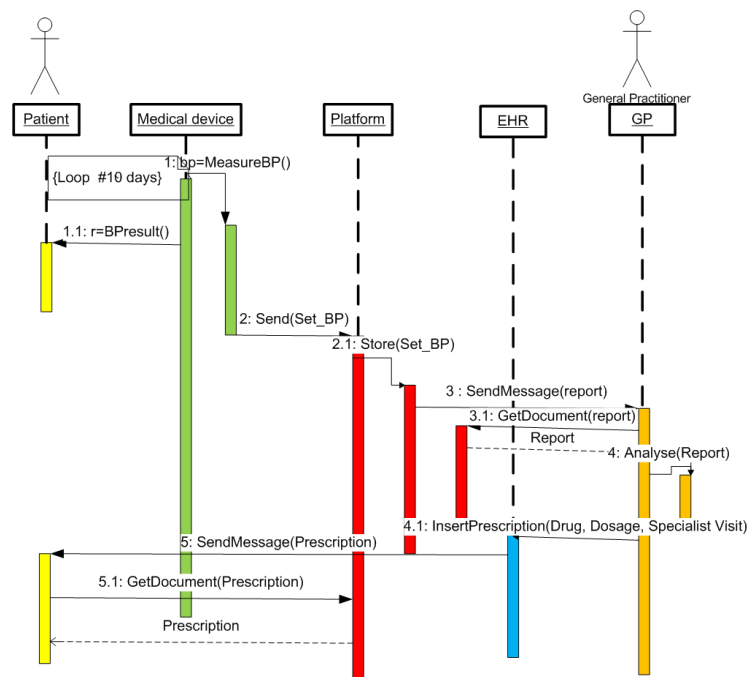 General Practitioner
Patient
Medical device
Platform
EHR
GP
1: bp=MeasureBP()
{Loop #10 days}
1.1: r=BPresult()
2: Send(Set_BP)
2.1: Store(Set_BP)
3 : SendMessage(report)
3.1: GetDocument(report)
Report
4: Analyse(Report)
4.1: InsertPrescription(Drug, Dosage, Specialist Visit)
5: SendMessage(Prescription)
5.1: GetDocument(Prescription)
Prescription